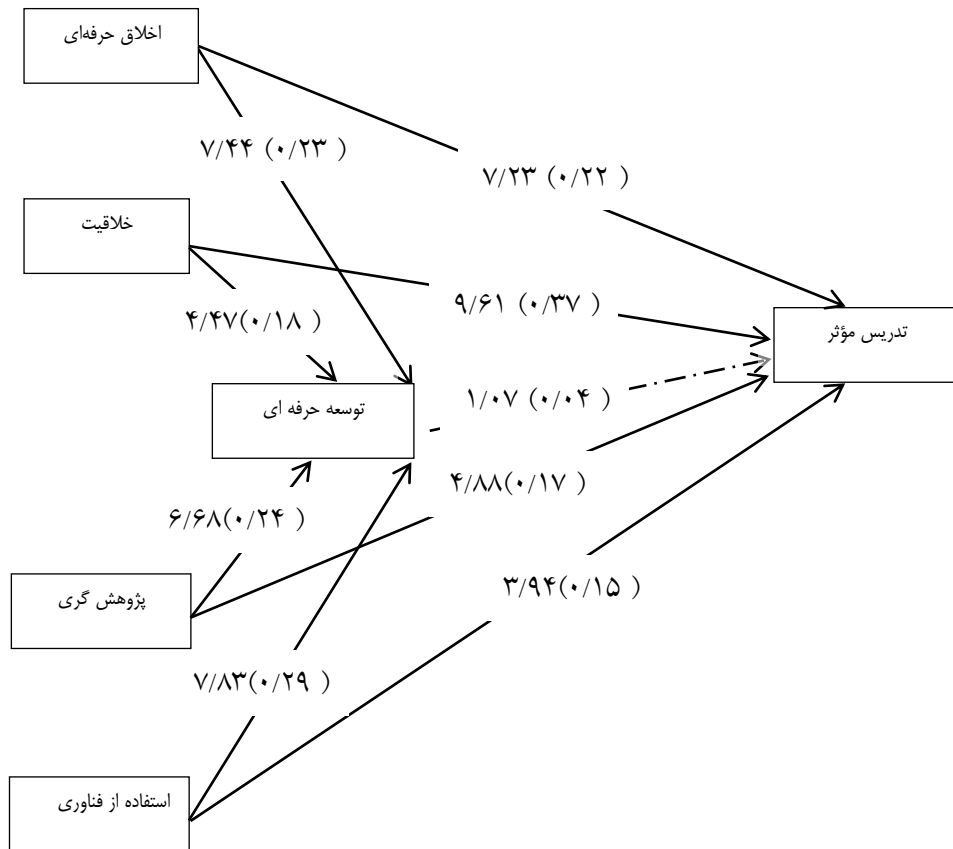 اخلاق حرفه‌ای
۷/۴۴ (۰/۲۳ )
۷/۲۳ (۰/۲۲ )
خلاقیت
۹/۶۱ (۰/۳۷ )
۴/۴۷(۰/۱۸ )
تدریس مؤثر
توسعه حرفه ای
۱/۰۷ (۰/۰۴ )
۴/۸۸(۰/۱۷ )
۶/۶۸(۰/۲۴ )
پژوهش گری
۳/۹۴(۰/۱۵ )
۷/۸۳(۰/۲۹ )
استفاده از فناوری